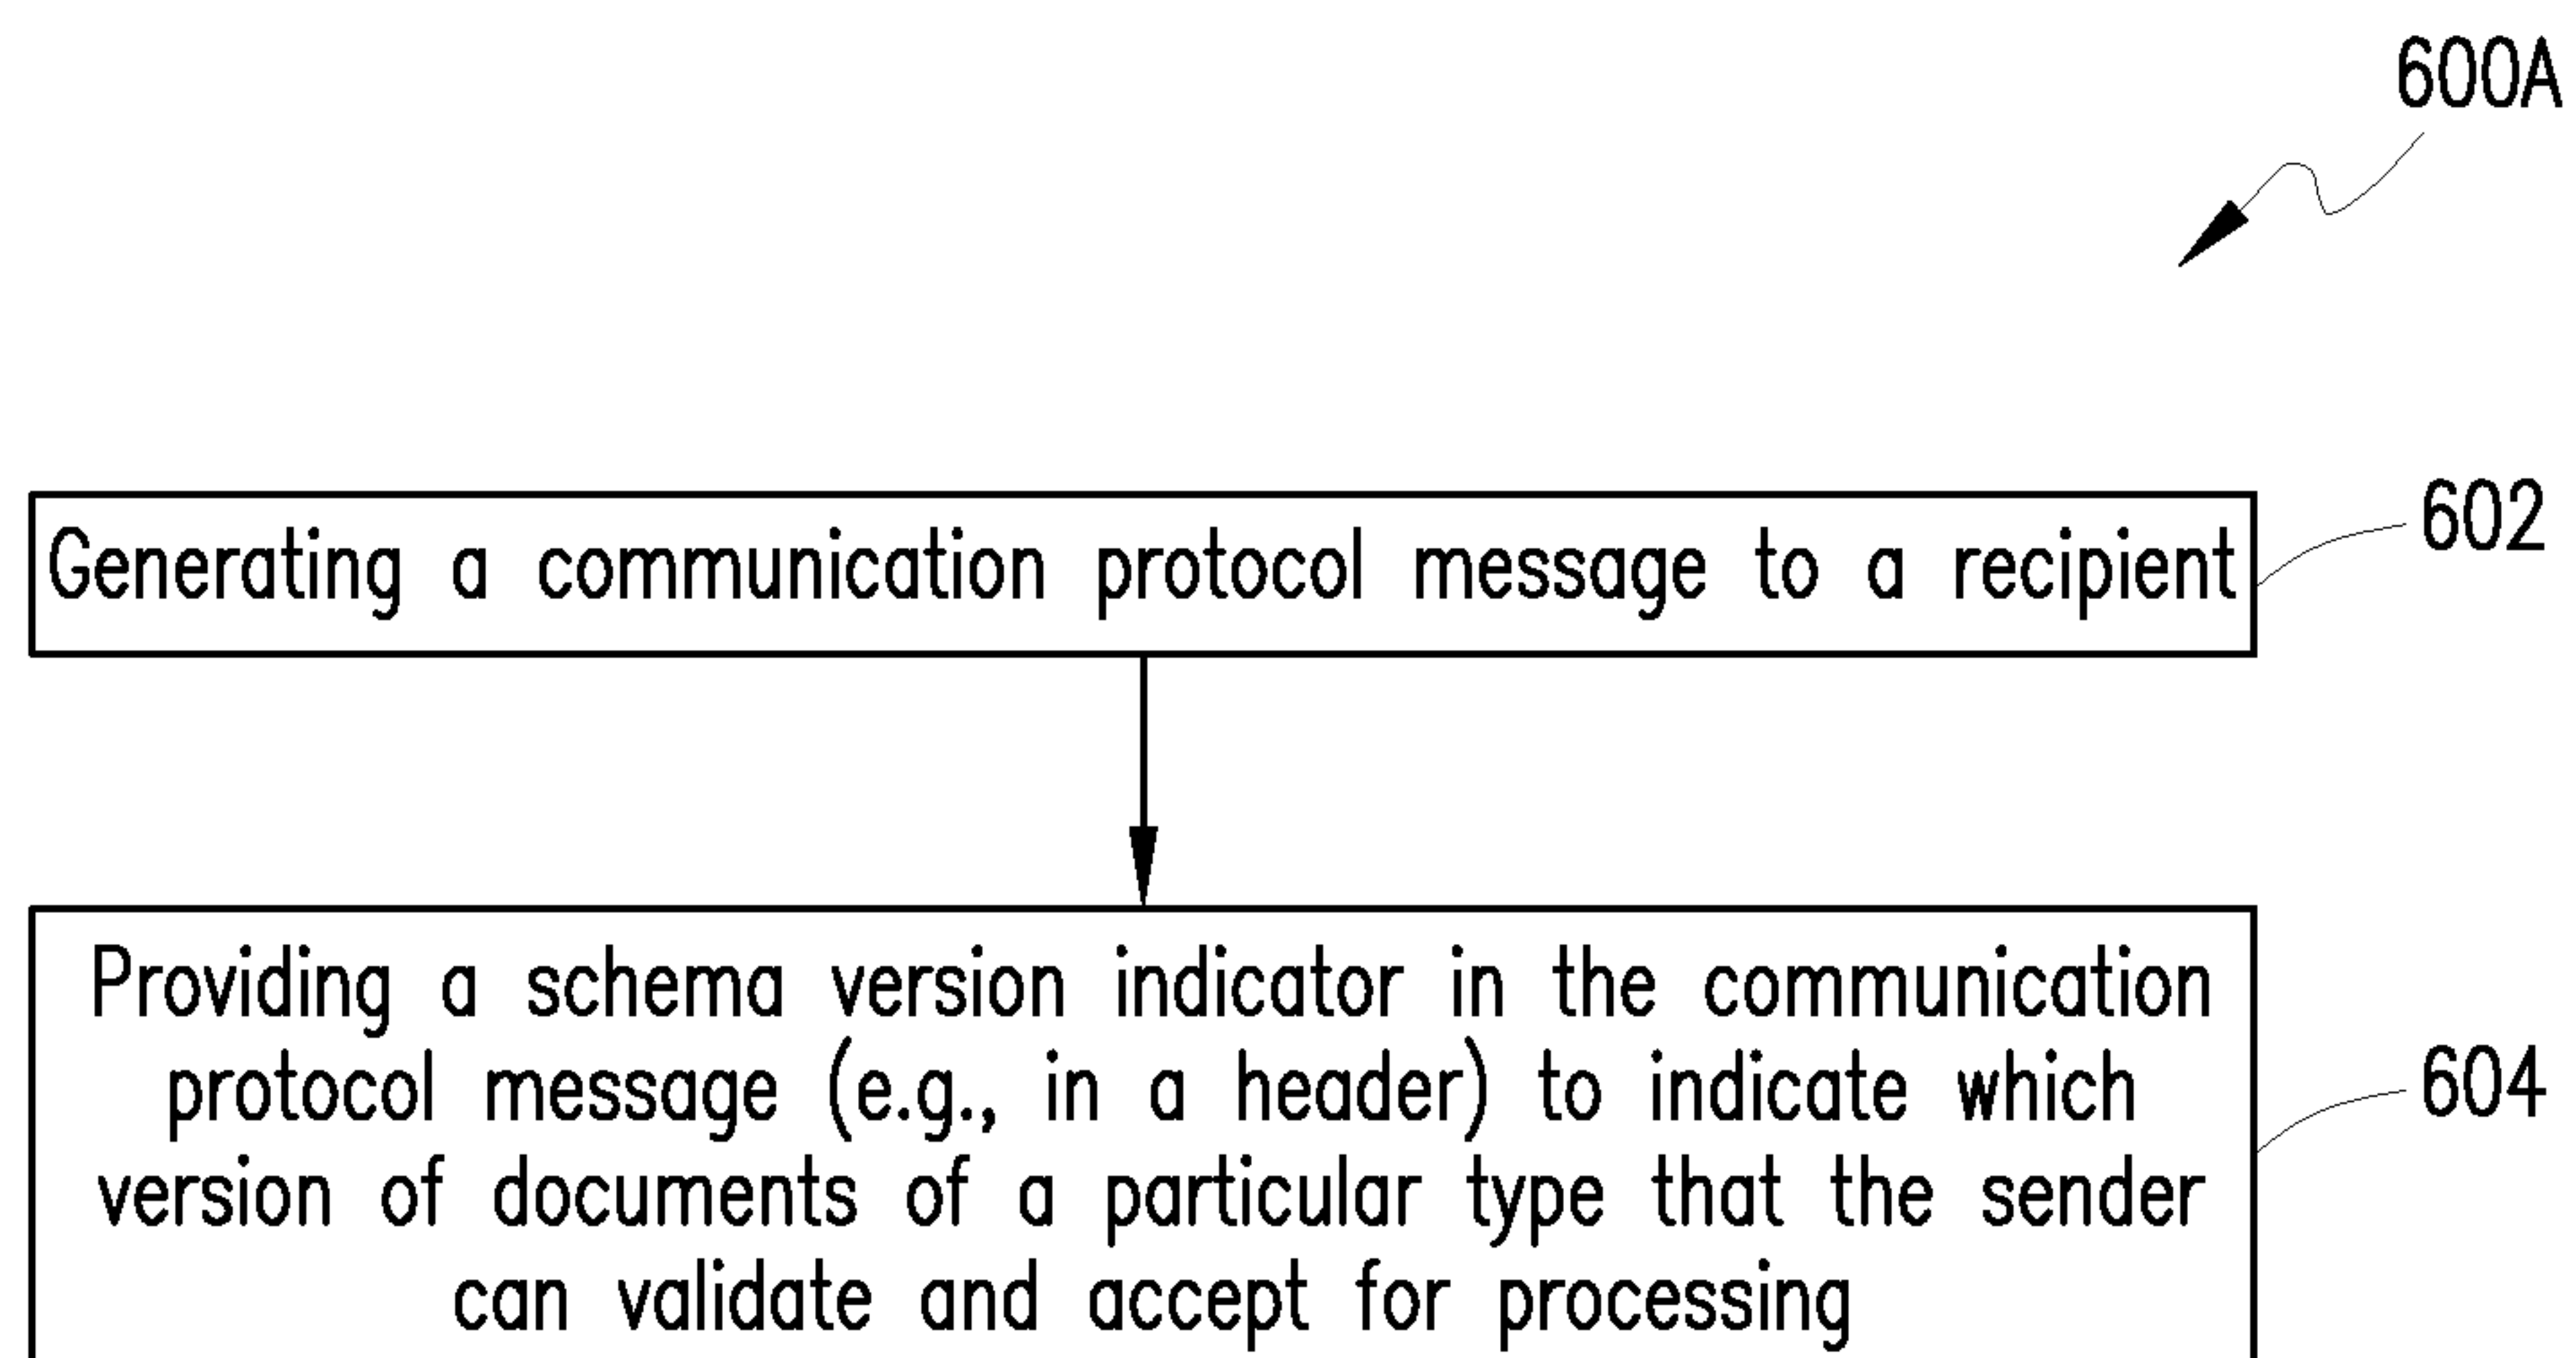 600A
Generating a communication protocol message to a recipient
602
Providing a schema version indicator in the communication
protocol message (e.g., in a header) to indicate which
version of documents of a particular type that the sender
can validate and accept for processing
604